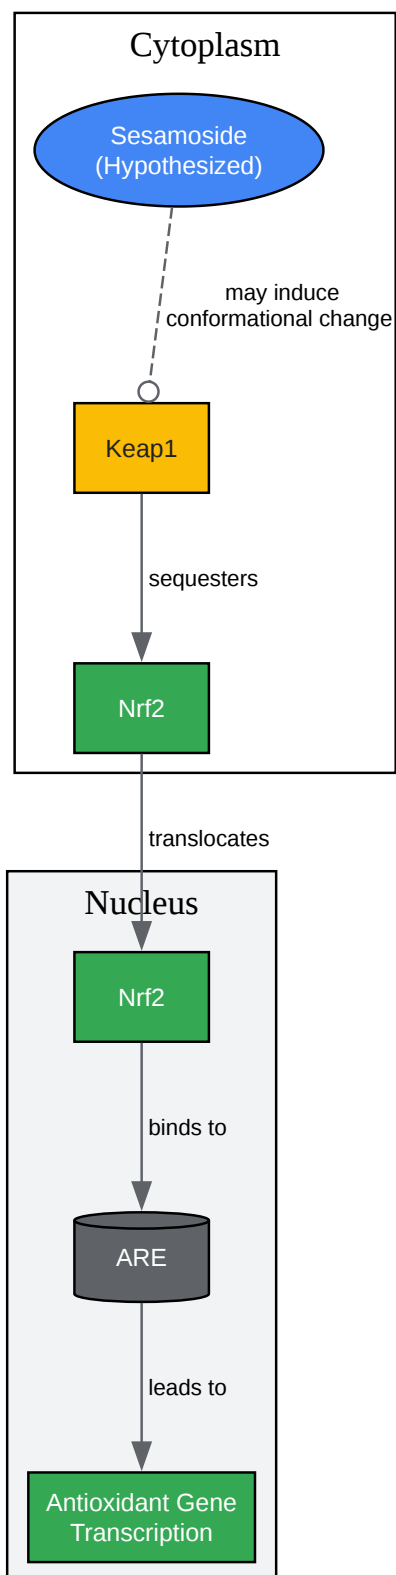 Cytoplasm
Sesamoside
(Hypothesized)
may induce
conformational change
Keap1
sequesters
Nrf2
translocates
Nucleus
Nrf2
binds to
ARE
leads to
Antioxidant Gene
Transcription